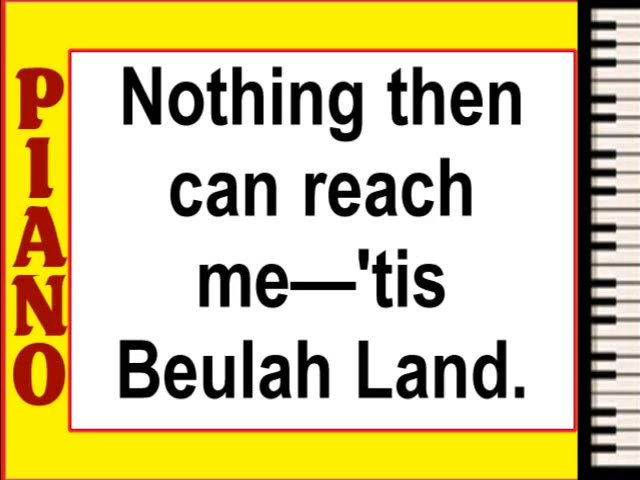 PIANO
Nothing then
can reach
me—'tis
Beulah Land.